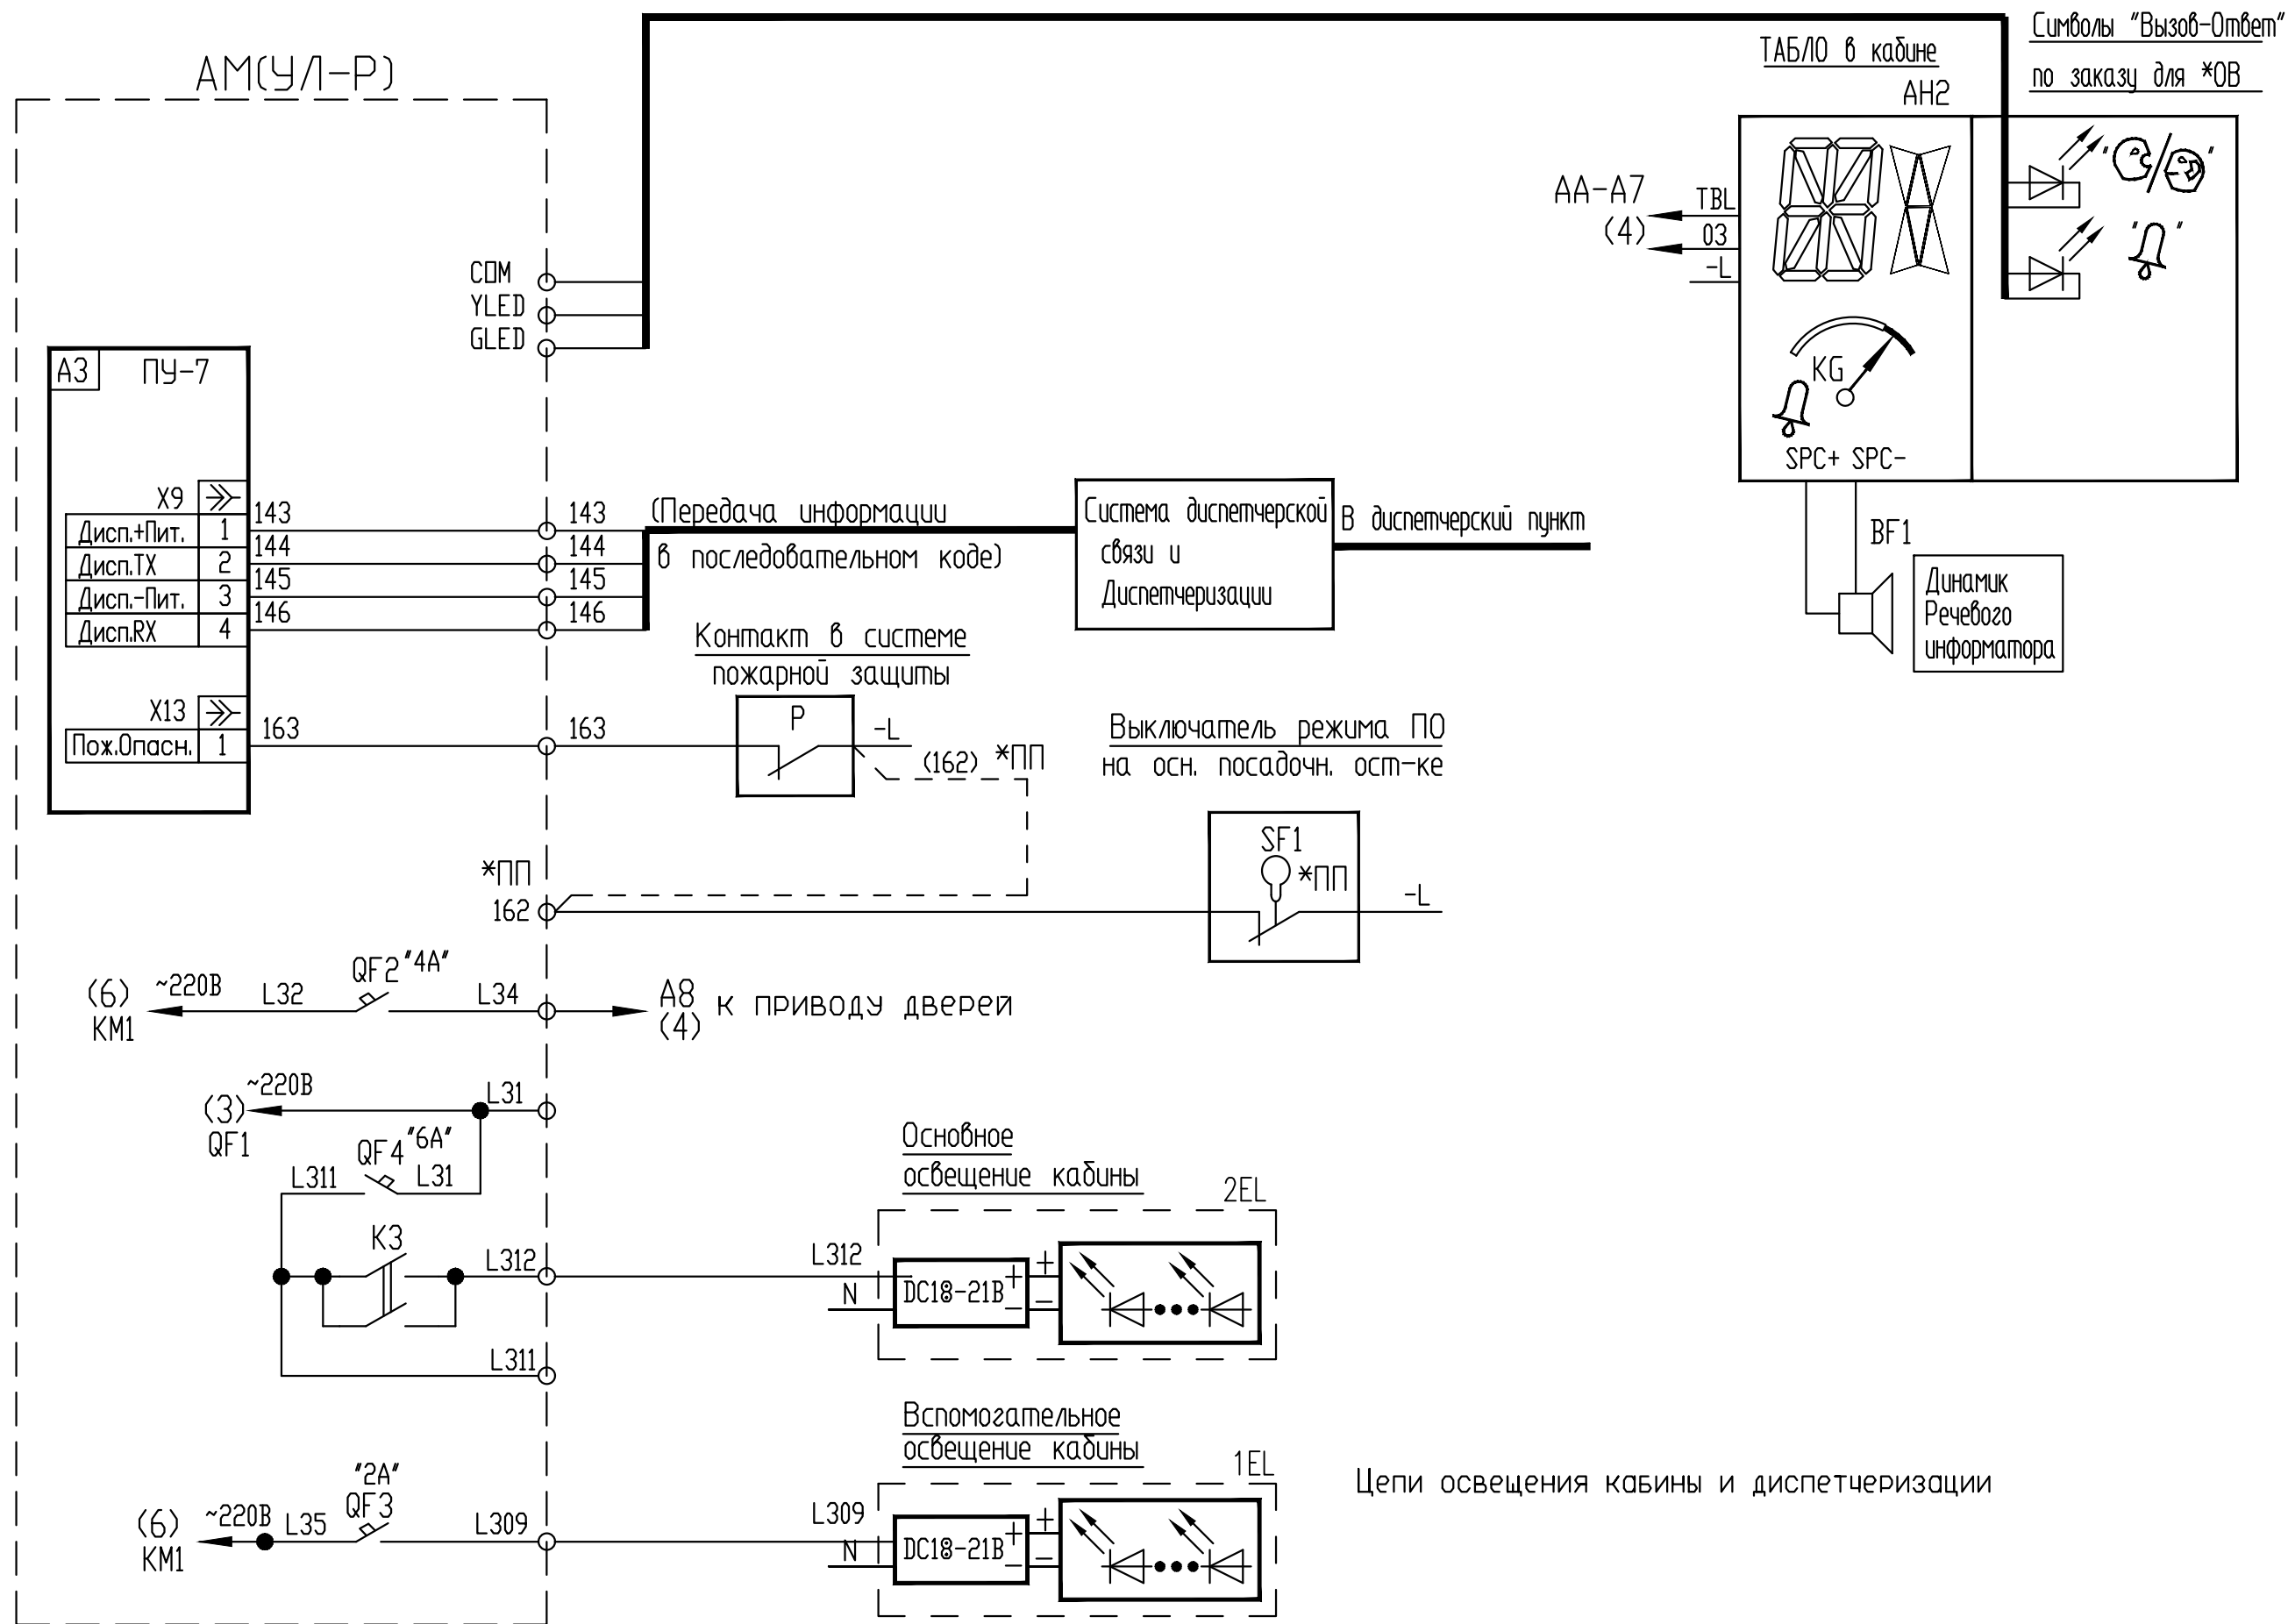 АМ(УЛ-Р)
ТАБЛО в кабине
Символы "Вызов-Ответ"
по заказу для *ОВ
АН2
АА-А7
(4)
TBL
03
-L
KG
SPC+ SPC-
BF1
Динамик
Речевого
информатора
COM
YLED
GLED
А3 ПУ-7
X9
Дисп.+Пит. 1 143 143
Дисп.TX 2 144 144
Дисп.-Пит. 3 145 145
Дисп.RX 4 146 146
(Передача информации
в последовательном коде)
Система диспетчерской
связи и
Диспетчеризации
В диспетчерский пункт
Контакт в системе
пожарной защиты
X13
Пож.Опасн. 1 163 163
Р
-L
(162) *ПП
Выключатель режима ПО
на осн. посадочн. ост-ке
SF1
*ПП
-L
*ПП
162
(6) ~220В L32 QF2 "4А" L34
КМ1
А8
(4)
к приводу дверей
(3) ~220В L31
QF1
QF4 "6А"
L311 L31
К3
L312
L311
Основное
освещение кабины
2EL
L312
N
DC18-21В
+
-
+
-
Вспомогательное
освещение кабины
1EL
(6) ~220В L35 "2А"
QF3 L309
КМ1
L309
N
DC18-21В
+
-
+
-
Цепи освещения кабины и диспетчеризации